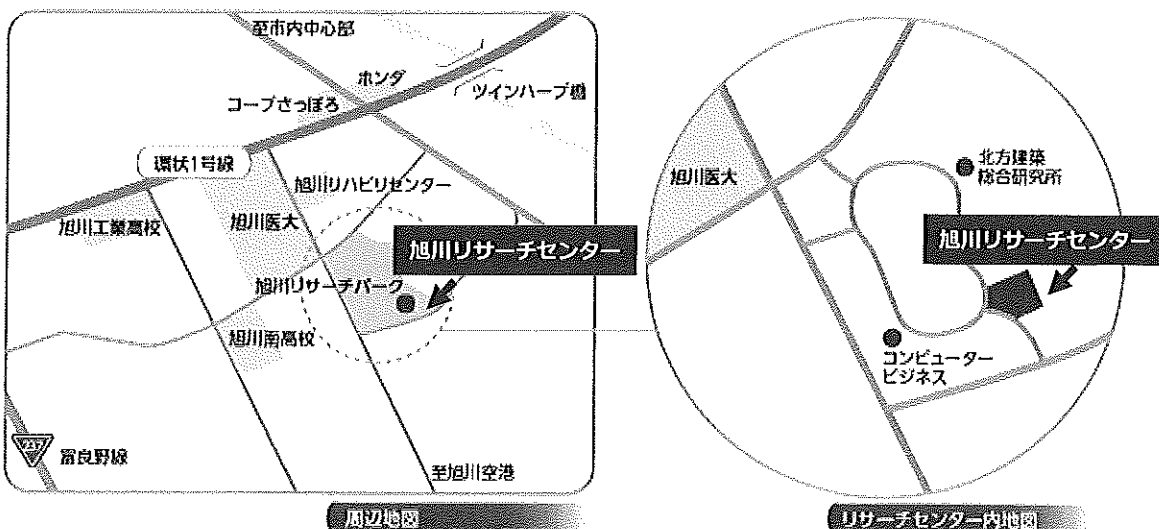 至市内中心部
ホンダ
ツインハープ橋
コープさっぽろ
環状1号線
旭川リハビリセンター
旭川工業高校
旭川医大
旭川リサーチセンター
旭川リサーチパーク
旭川南高校
富良野線
至旭川空港
周辺地図
旭川医大
北方建築
総合研究所
旭川リサーチセンター
コンピューター
ビジネス
リサーチセンター内地図